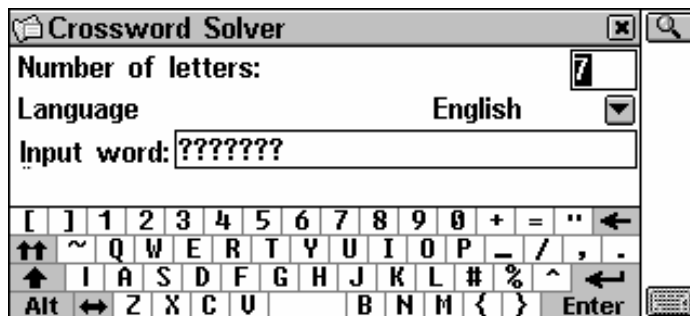 Crossword Solver
Number of letters: 7
Language English
Input word: ???????
[ ] 1 2 3 4 5 6 7 8 9 0 + = "
~ Q W E R T Y U I O P _ / , .
| A S D F G H J K L # % ^
Alt Z X C V B N M { } Enter